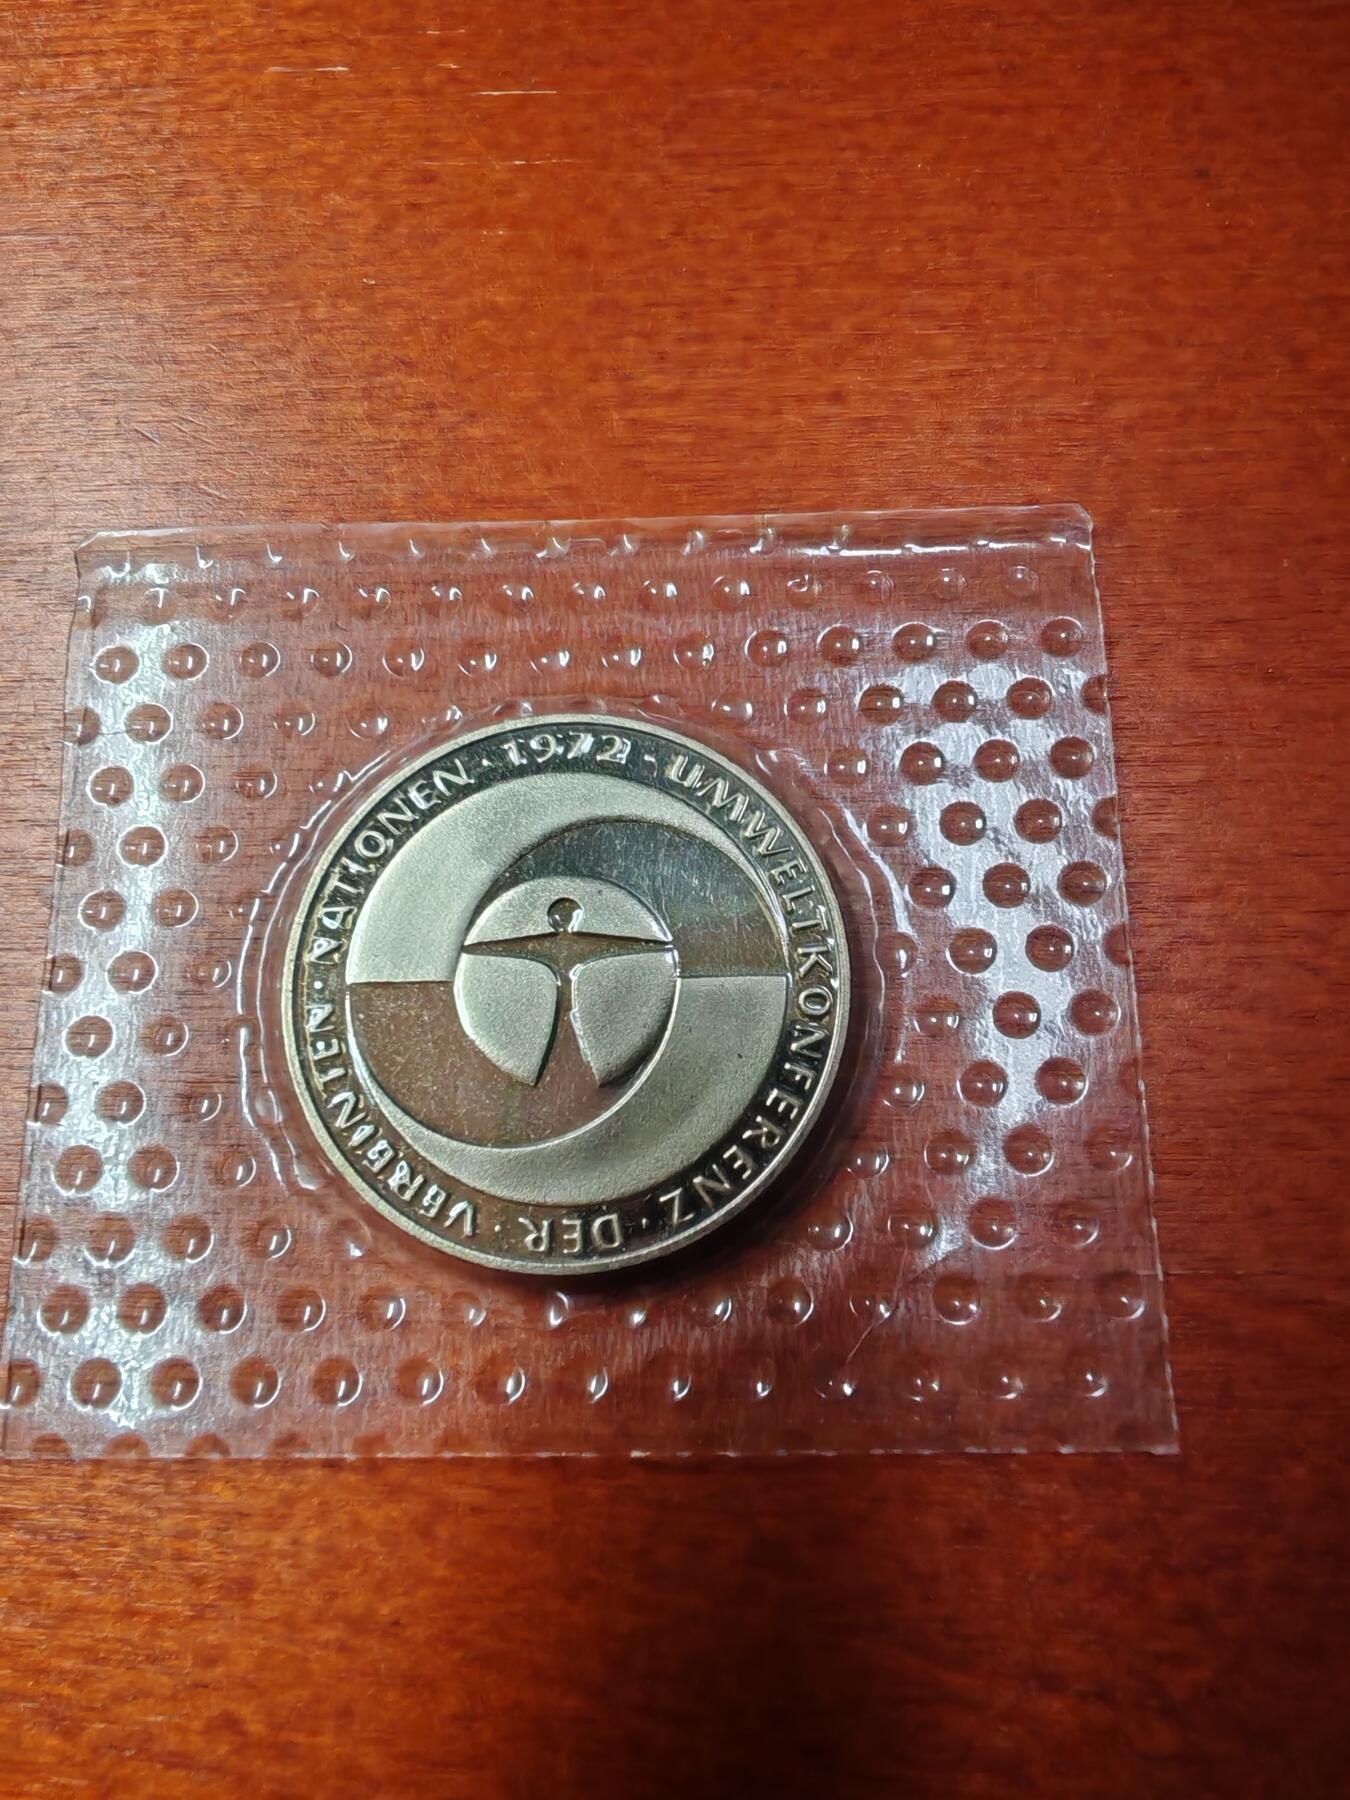 UMWELTKONFERENZ · DER · VEREINTEN · NATIONEN · 1972 ·